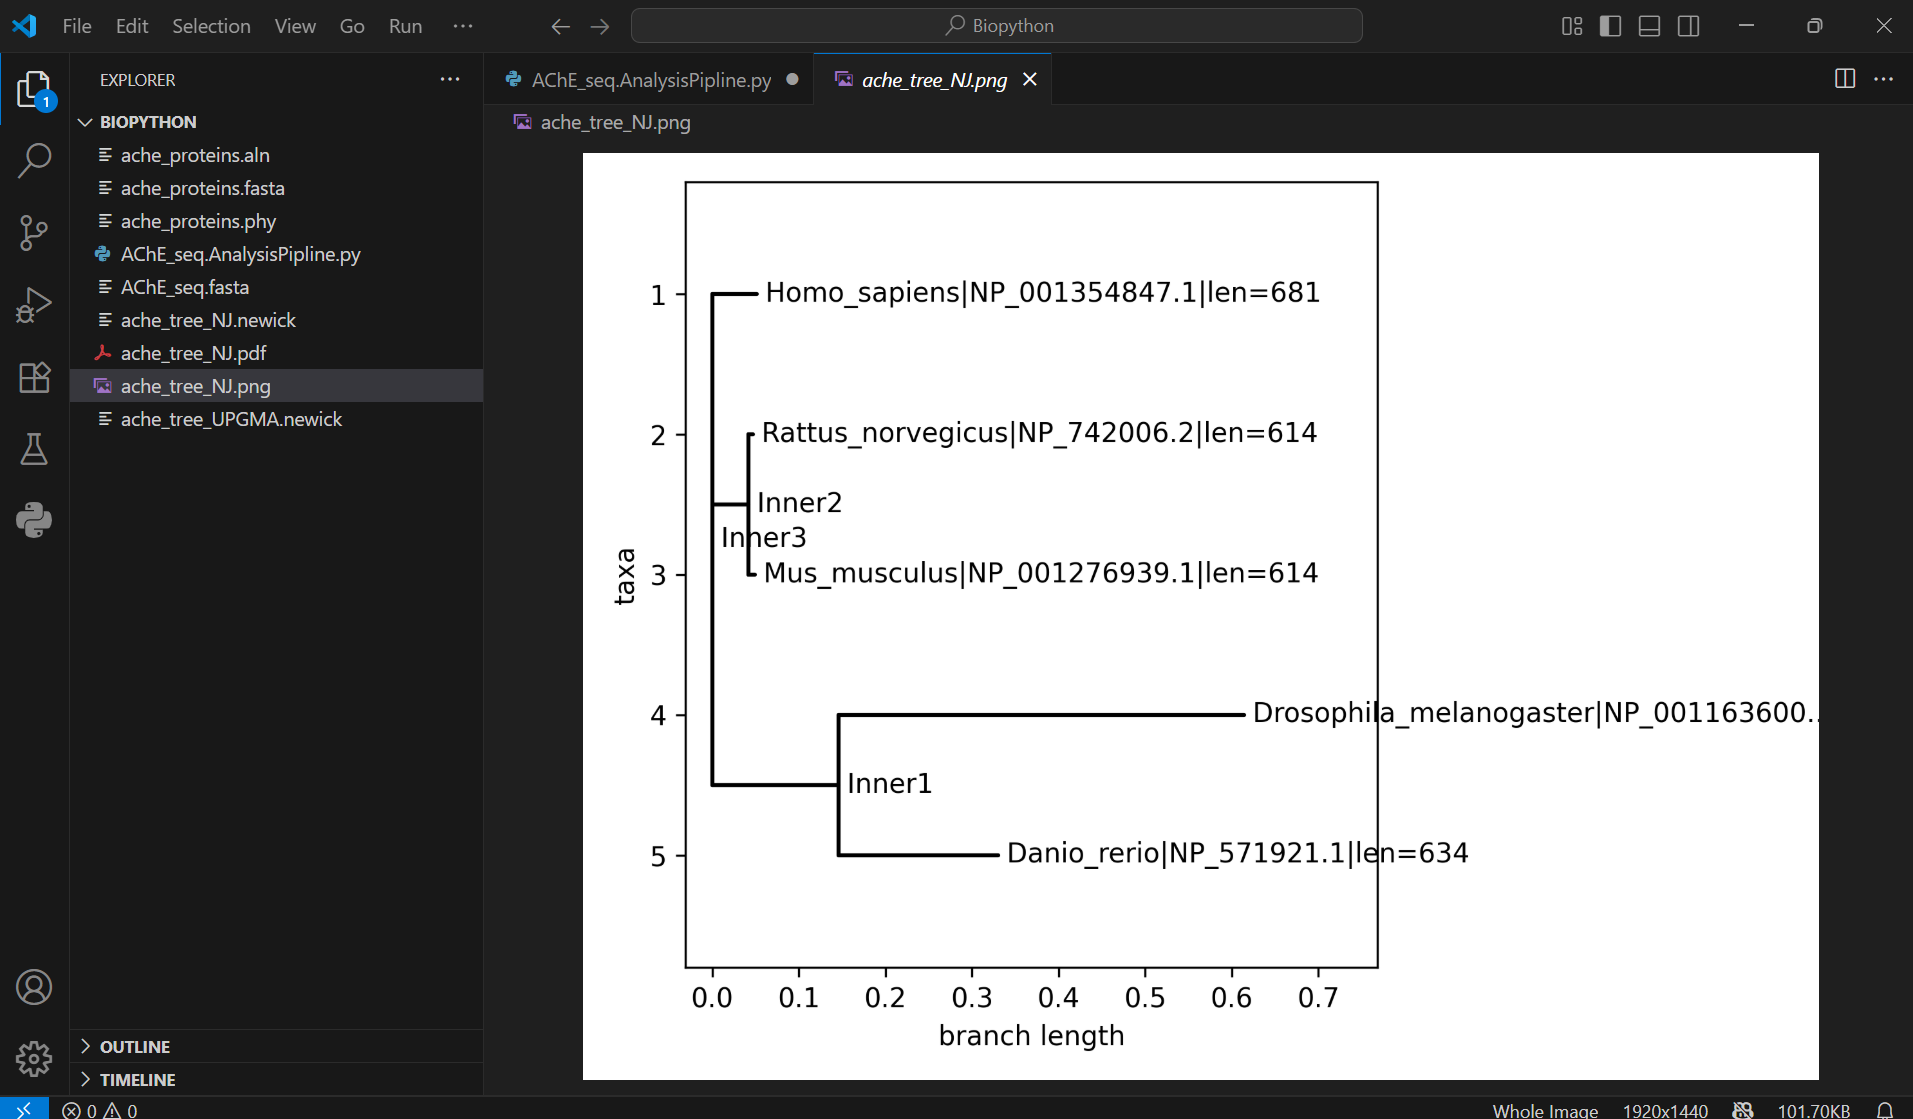 File Edit Selection View Go Run ···
Biopython
EXPLORER
BIOPYTHON
ache_proteins.aln
ache_proteins.fasta
ache_proteins.phy
AChE_seq.AnalysisPipline.py
AChE_seq.fasta
ache_tree_NJ.newick
ache_tree_NJ.pdf
ache_tree_NJ.png
ache_tree_UPGMA.newick
OUTLINE
TIMELINE
1
AChE_seq.AnalysisPipline.py
ache_tree_NJ.png
ache_tree_NJ.png
1 Homo_sapiens|NP_001354847.1|len=681
2 Rattus_norvegicus|NP_742006.2|len=614
Inner2
Inner3
3 Mus_musculus|NP_001276939.1|len=614
taxa
4 Drosophila_melanogaster|NP_001163600...
Inner1
5 Danio_rerio|NP_571921.1|len=634
0.0 0.1 0.2 0.3 0.4 0.5 0.6 0.7
branch length
0 0
Whole Image 1920x1440 101.70KB